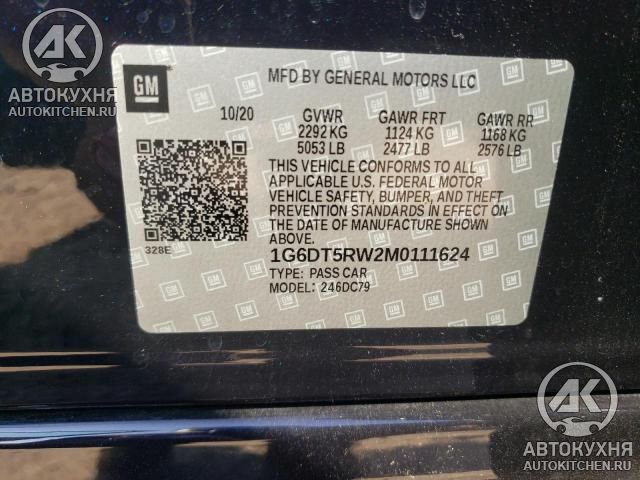 АВТОКУХНЯ
AUTOKITCHEN.RU
GM
MFD BY GENERAL MOTORS LLC
10/20 GVWR GAWR FRT GAWR RR
2292 KG 1124 KG 1168 KG
5053 LB 2477 LB 2576 LB
THIS VEHICLE CONFORMS TO ALL
APPLICABLE U.S. FEDERAL MOTOR
VEHICLE SAFETY, BUMPER, AND THEFT
PREVENTION STANDARDS IN EFFECT ON
THE DATE OF MANUFACTURE SHOWN
ABOVE.
328E
1G6DT5RW2M0111624
TYPE: PASS CAR
MODEL: 246DC79
АК
АВТОКУХНЯ
AUTOKITCHEN.RU